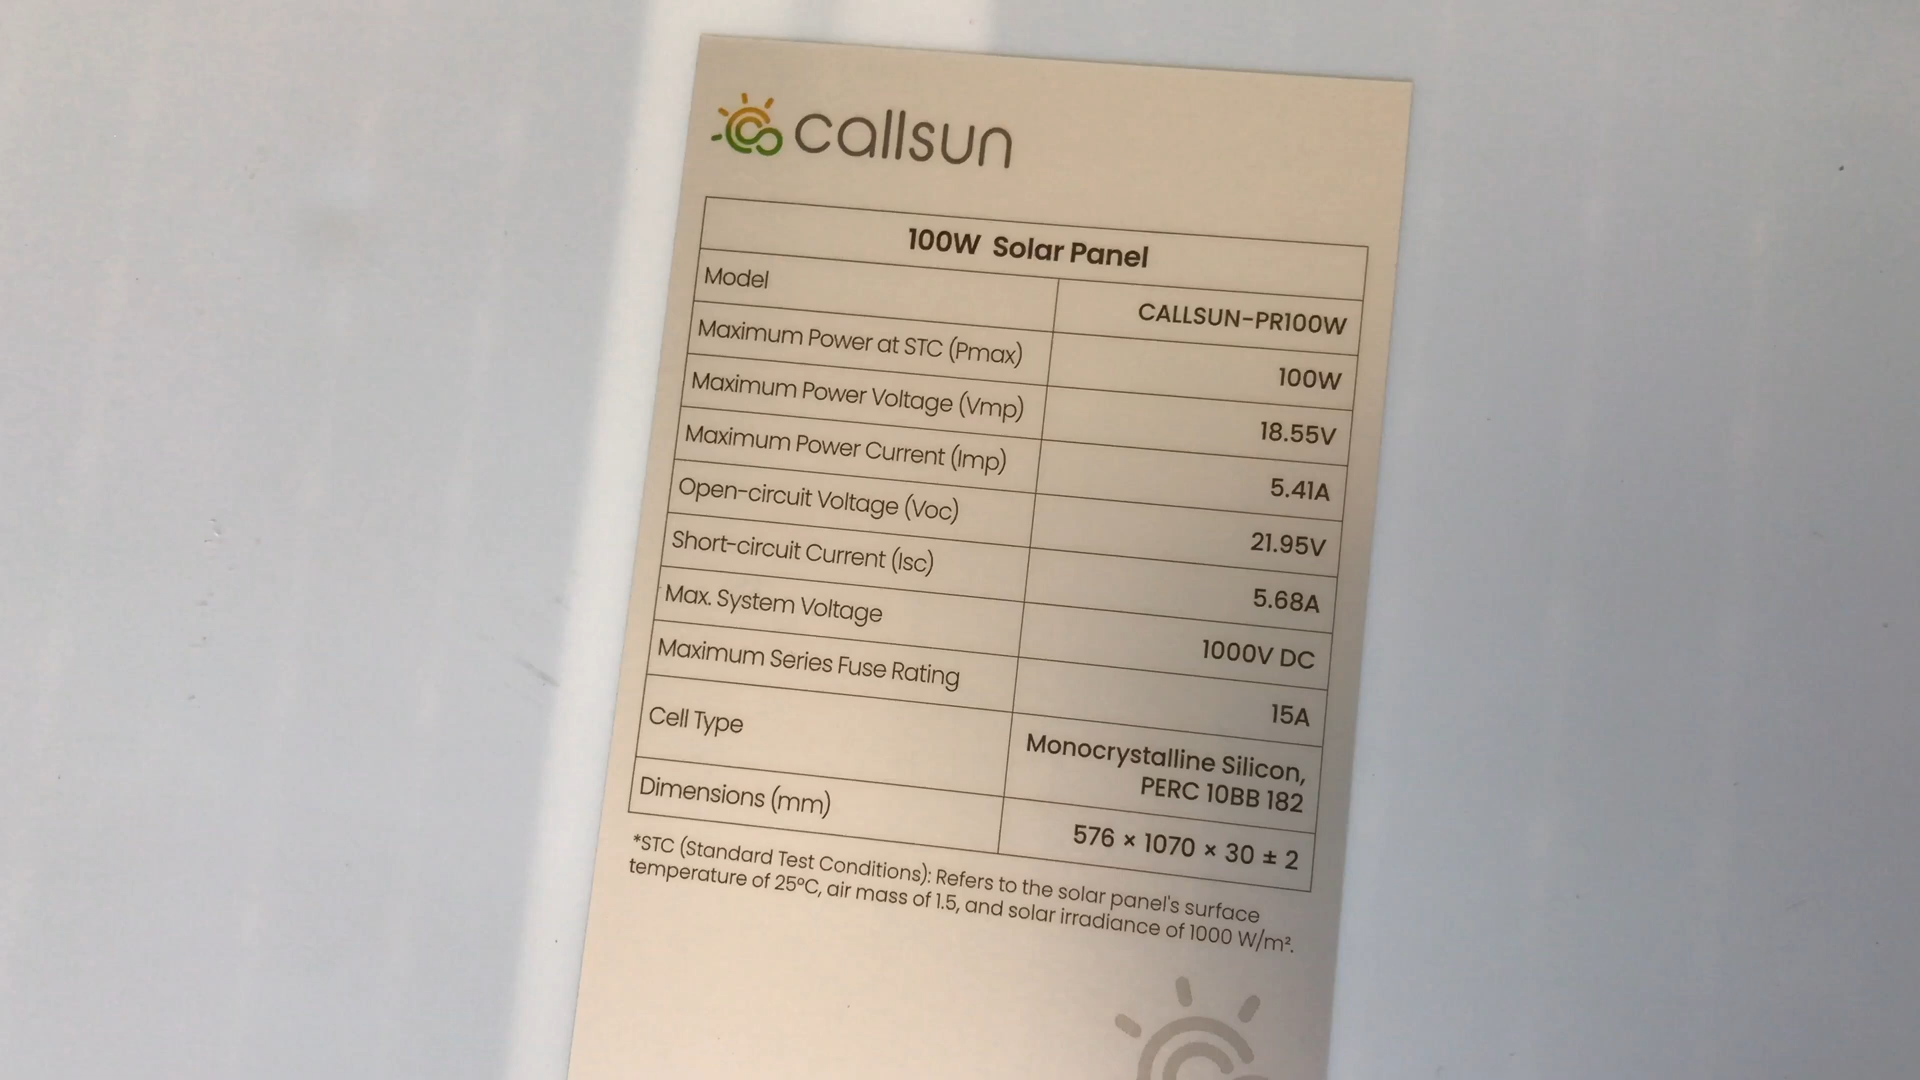 callsun
100W Solar Panel
Model CALLSUN-PR100W
Maximum Power at STC (Pmax) 100W
Maximum Power Voltage (Vmp) 18.55V
Maximum Power Current (Imp) 5.41A
Open-circuit Voltage (Voc) 21.95V
Short-circuit Current (Isc) 5.68A
Max. System Voltage 1000V DC
Maximum Series Fuse Rating 15A
Cell Type Monocrystalline Silicon,
PERC 10BB 182
Dimensions (mm) 576 × 1070 × 30 ± 2
*STC (Standard Test Conditions): Refers to the solar panel's surface
temperature of 25°C, air mass of 1.5, and solar irradiance of 1000 W/m².